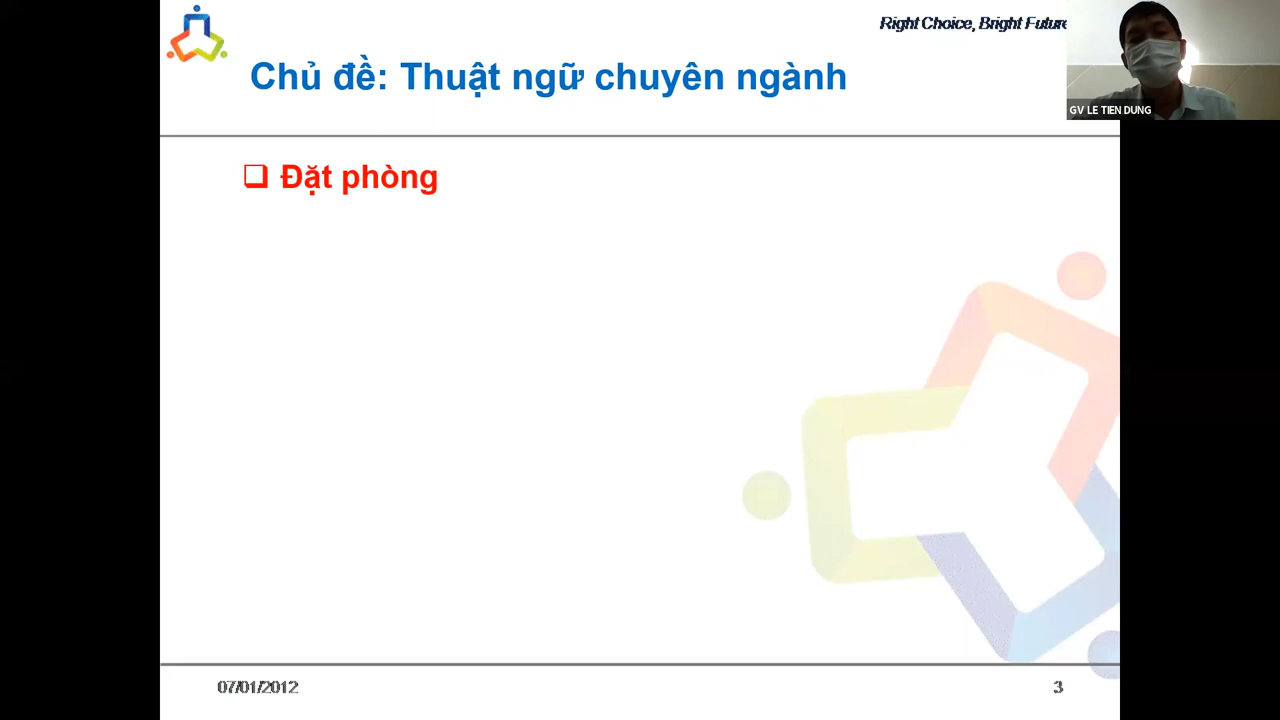 Right Choice, Bright Future
Chủ đề: Thuật ngữ chuyên ngành
GV LE TIEN DUNG
❑ Đặt phòng
07/01/2012
3